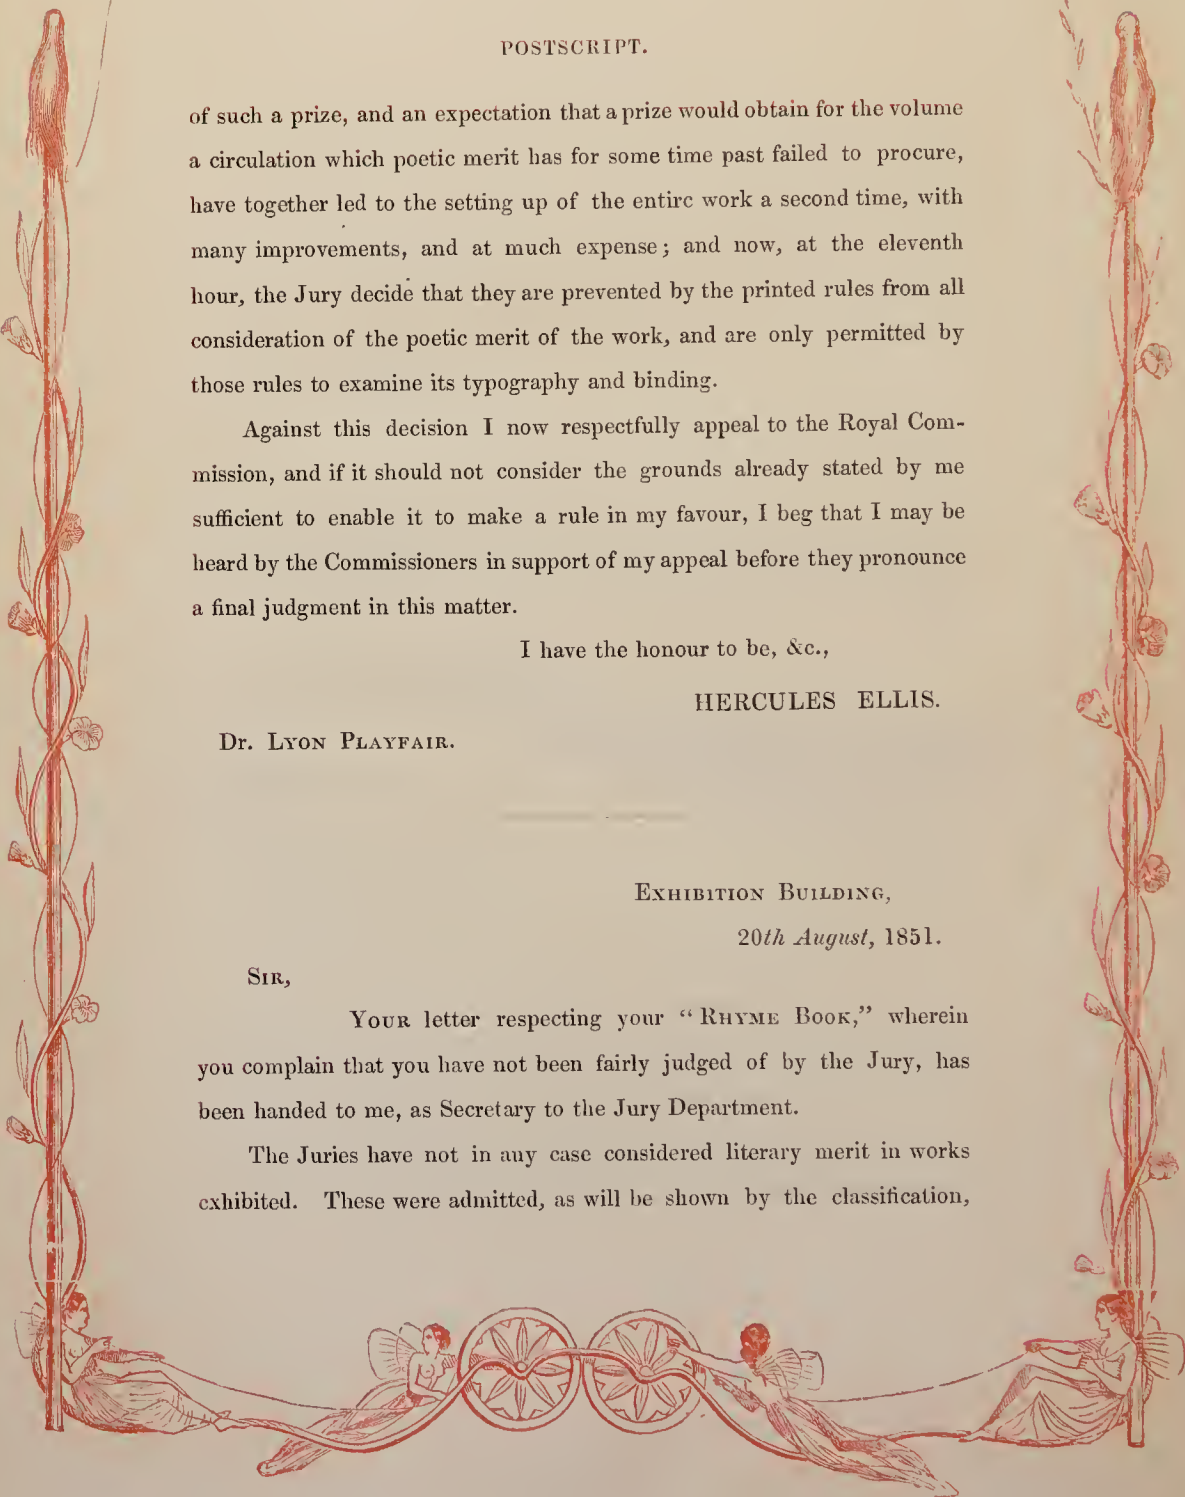 POSTSCRIPT.
of such a prize, and an expectation that a prize would obtain for the volume
a circulation which poetic merit has for some time past failed to procure,
have together led to the setting up of the entire work a second time, with
many improvements, and at much expense; and now, at the eleventh
hour, the Jury decide that they are prevented by the printed rules from all
consideration of the poetic merit of the work, and are only permitted by
those rules to examine its typography and binding.
Against this decision I now respectfully appeal to the Royal Com-
mission, and if it should not consider the grounds already stated by me
sufficient to enable it to make a rule in my favour, I beg that I may be
heard by the Commissioners in support of my appeal before they pronounce
a final judgment in this matter.
I have the honour to be, &c.,
HERCULES ELLIS.
Dr. LYON PLAYFAIR.
EXHIBITION BUILDING,
20th August, 1851.
SIR,
YOUR letter respecting your “RHYME BOOK,” wherein
you complain that you have not been fairly judged of by the Jury, has
been handed to me, as Secretary to the Jury Department.
The Juries have not in any case considered literary merit in works
exhibited. These were admitted, as will be shown by the classification,